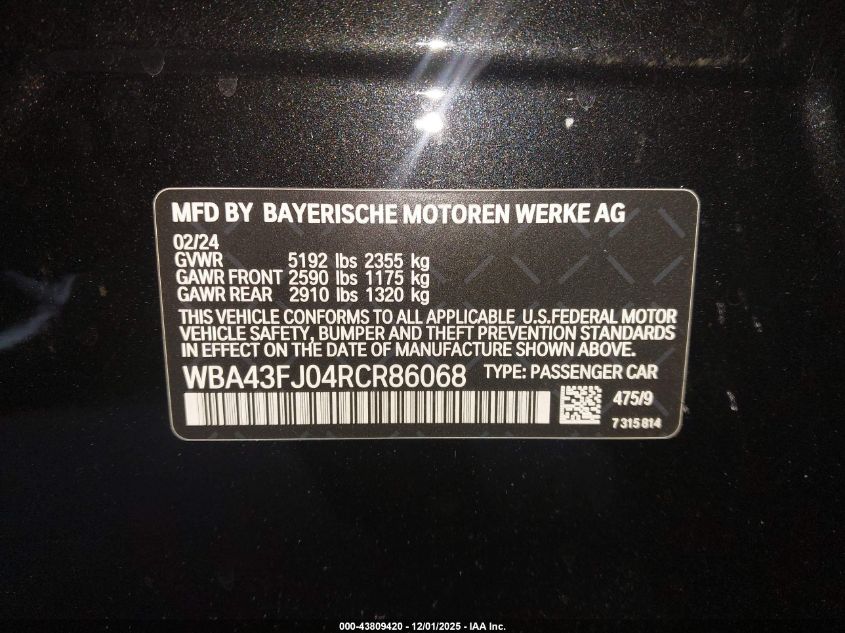 MFD BY BAYERISCHE MOTOREN WERKE AG
02/24
GVWR 5192 lbs 2355 kg
GAWR FRONT 2590 lbs 1175 kg
GAWR REAR 2910 lbs 1320 kg
THIS VEHICLE CONFORMS TO ALL APPLICABLE U.S.FEDERAL MOTOR
VEHICLE SAFETY, BUMPER AND THEFT PREVENTION STANDARDS
IN EFFECT ON THE DATE OF MANUFACTURE SHOWN ABOVE.
WBA43FJ04RCR86068 TYPE: PASSENGER CAR
475/9
7 315 814
000-43809420 - 12/01/2025 - IAA Inc.